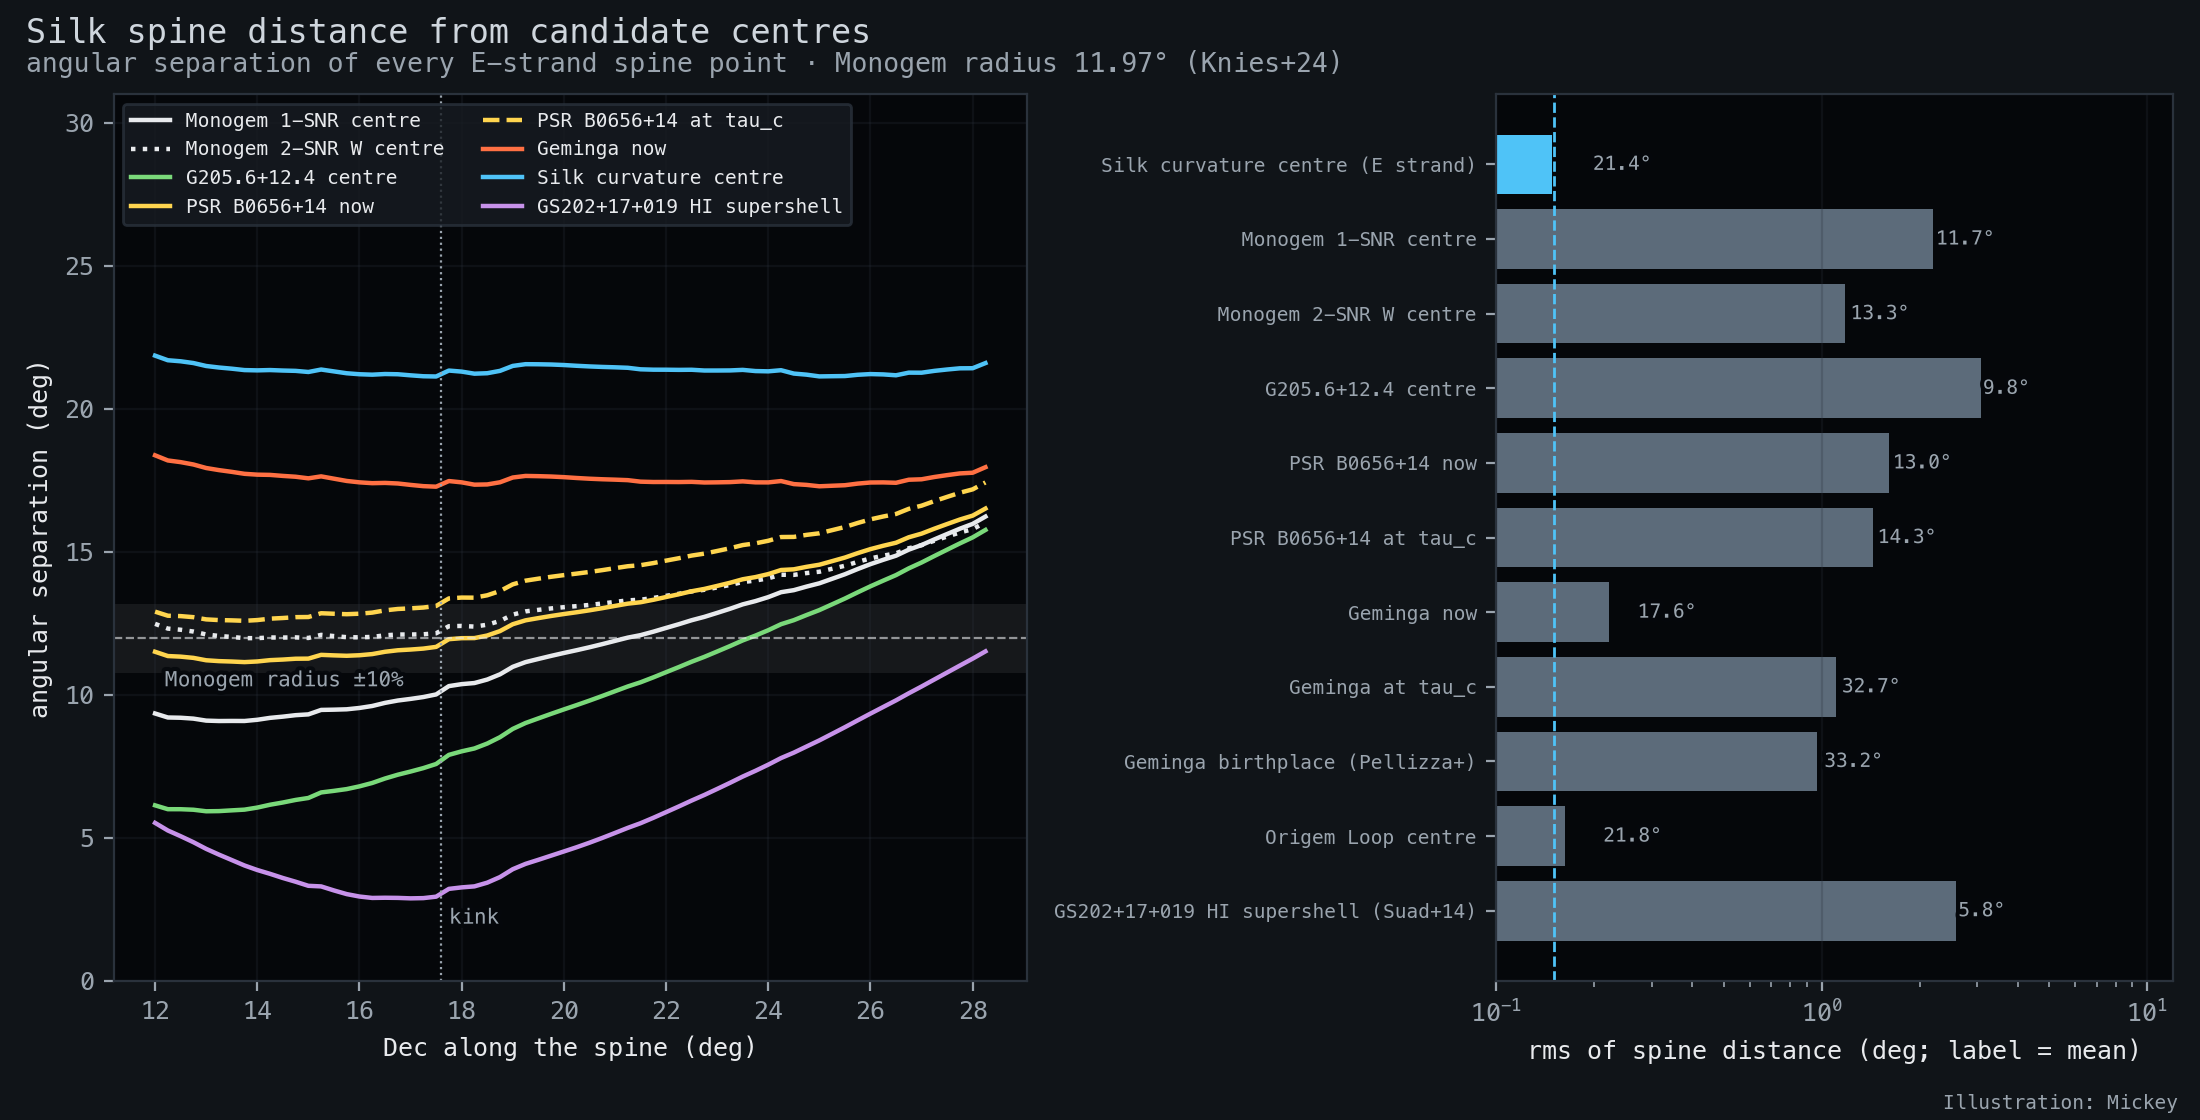 Silk spine distance from candidate centres
angular separation of every E−strand spine point · Monogem radius 11.97° (Knies+24)
Monogem 1−SNR centre
Monogem 2−SNR W centre
G205.6+12.4 centre
PSR B0656+14 now
PSR B0656+14 at tau_c
Geminga now
Silk curvature centre
GS202+17+019 HI supershell
angular separation (deg)
30
25
20
15
10
5
0
Monogem radius ±10%
kink
12
14
16
18
20
22
24
26
28
Dec along the spine (deg)
Silk curvature centre (E strand)
21.4°
Monogem 1−SNR centre
11.7°
Monogem 2−SNR W centre
13.3°
G205.6+12.4 centre
9.8°
PSR B0656+14 now
13.0°
PSR B0656+14 at tau_c
14.3°
Geminga now
17.6°
Geminga at tau_c
32.7°
Geminga birthplace (Pellizza+)
33.2°
Origem Loop centre
21.8°
GS202+17+019 HI supershell (Suad+14)
5.8°
10⁻¹
10⁰
10¹
rms of spine distance (deg; label = mean)
Illustration: Mickey